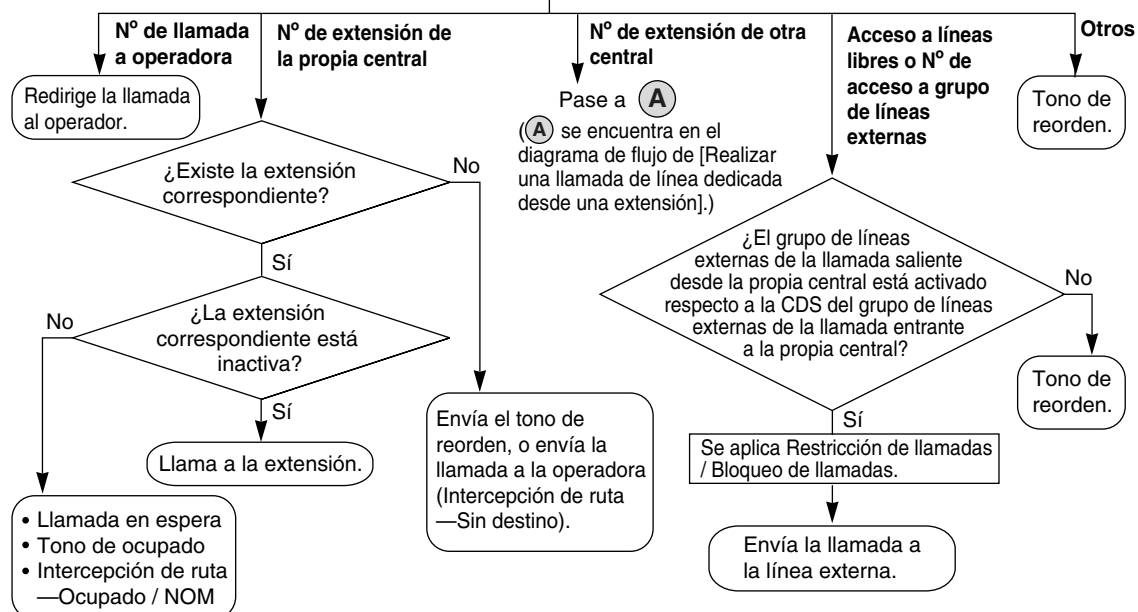 Nº de llamada
a operadora
Redirige la llamada
al operador.
Nº de extensión de
la propia central
¿Existe la extensión
correspondiente?
No
Sí
¿La extensión
correspondiente está
inactiva?
No
Sí
Llama a la extensión.
• Llamada en espera
• Tono de ocupado
• Intercepción de ruta
—Ocupado / NOM
Envía el tono de
reorden, o envía la
llamada a la operadora
(Intercepción de ruta
—Sin destino).
Nº de extensión de otra
central
Pase a A
(A se encuentra en el
diagrama de flujo de [Realizar
una llamada de línea dedicada
desde una extensión].)
Acceso a líneas
libres o Nº de
acceso a grupo
de líneas
externas
¿El grupo de líneas
externas de la llamada saliente
desde la propia central está activado
respecto a la CDS del grupo de líneas
externas de la llamada entrante
a la propia central?
No
Tono de
reorden.
Sí
Se aplica Restricción de llamadas
/ Bloqueo de llamadas.
Envía la llamada a
la línea externa.
Otros
Tono de
reorden.